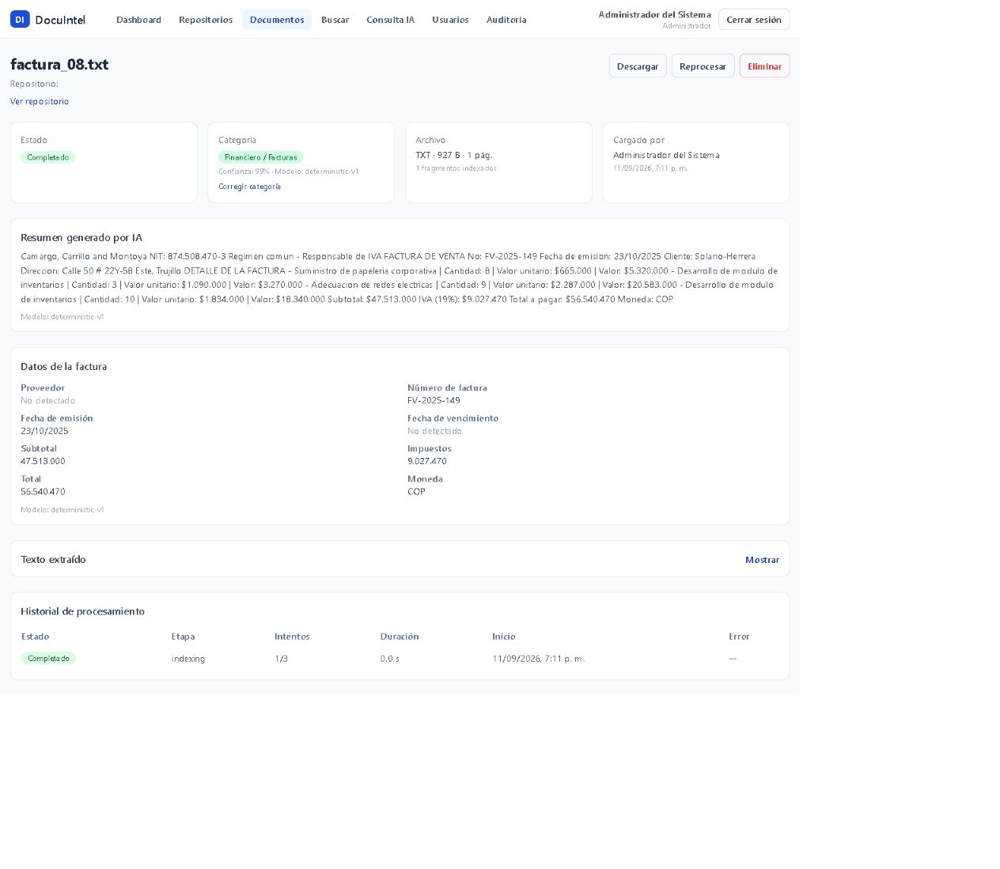 DI DocuIntel Dashboard Repositorios Documentos Buscar Consulta IA Usuarios Auditoría Administrador del Sistema Cerrar sesión
Administrador
factura_08.txt Descargar Reprocesar Eliminar
Repositorio:
Ver repositorio
Estado Categoría Archivo Cargado por
Completado Financiero / Facturas TXT · 927 B · 1 pág. Administrador del Sistema
Confianza: 99% · Modelo: deterministic-v1 1 fragmentos indexados 11/09/2026, 7:11 p. m.
Corregir categoría
Resumen generado por IA
Camargo, Carrillo and Montoya NIT: 874.508.470-3 Regimen comun - Responsable de IVA FACTURA DE VENTA No: FV-2025-149 Fecha de emision: 23/10/2025 Cliente: Solano-Herrera
Direccion: Calle 50 # 22Y-58 Este, Trujillo DETALLE DE LA FACTURA - Suministro de papeleria corporativa | Cantidad: 8 | Valor unitario: $665.000 | Valor: $5.320.000 - Desarrollo de modulo de
inventarios | Cantidad: 3 | Valor unitario: $1.090.000 | Valor: $3.270.000 - Adecuacion de redes electricas | Cantidad: 9 | Valor unitario: $2.287.000 | Valor: $20.583.000 - Desarrollo de modulo
de inventarios | Cantidad: 10 | Valor unitario: $1.834.000 | Valor: $18.340.000 Subtotal: $47.513.000 IVA (19%): $9.027.470 Total a pagar: $56.540.470 Moneda: COP
Modelo: deterministic-v1
Datos de la factura
Proveedor Número de factura
No detectado FV-2025-149
Fecha de emisión Fecha de vencimiento
23/10/2025 No detectado
Subtotal Impuestos
47.513.000 9.027.470
Total Moneda
56.540.470 COP
Modelo: deterministic-v1
Texto extraído Mostrar
Historial de procesamiento
Estado Etapa Intentos Duración Inicio Error
Completado indexing 1/3 0.0 s 11/09/2026, 7:11 p. m. —